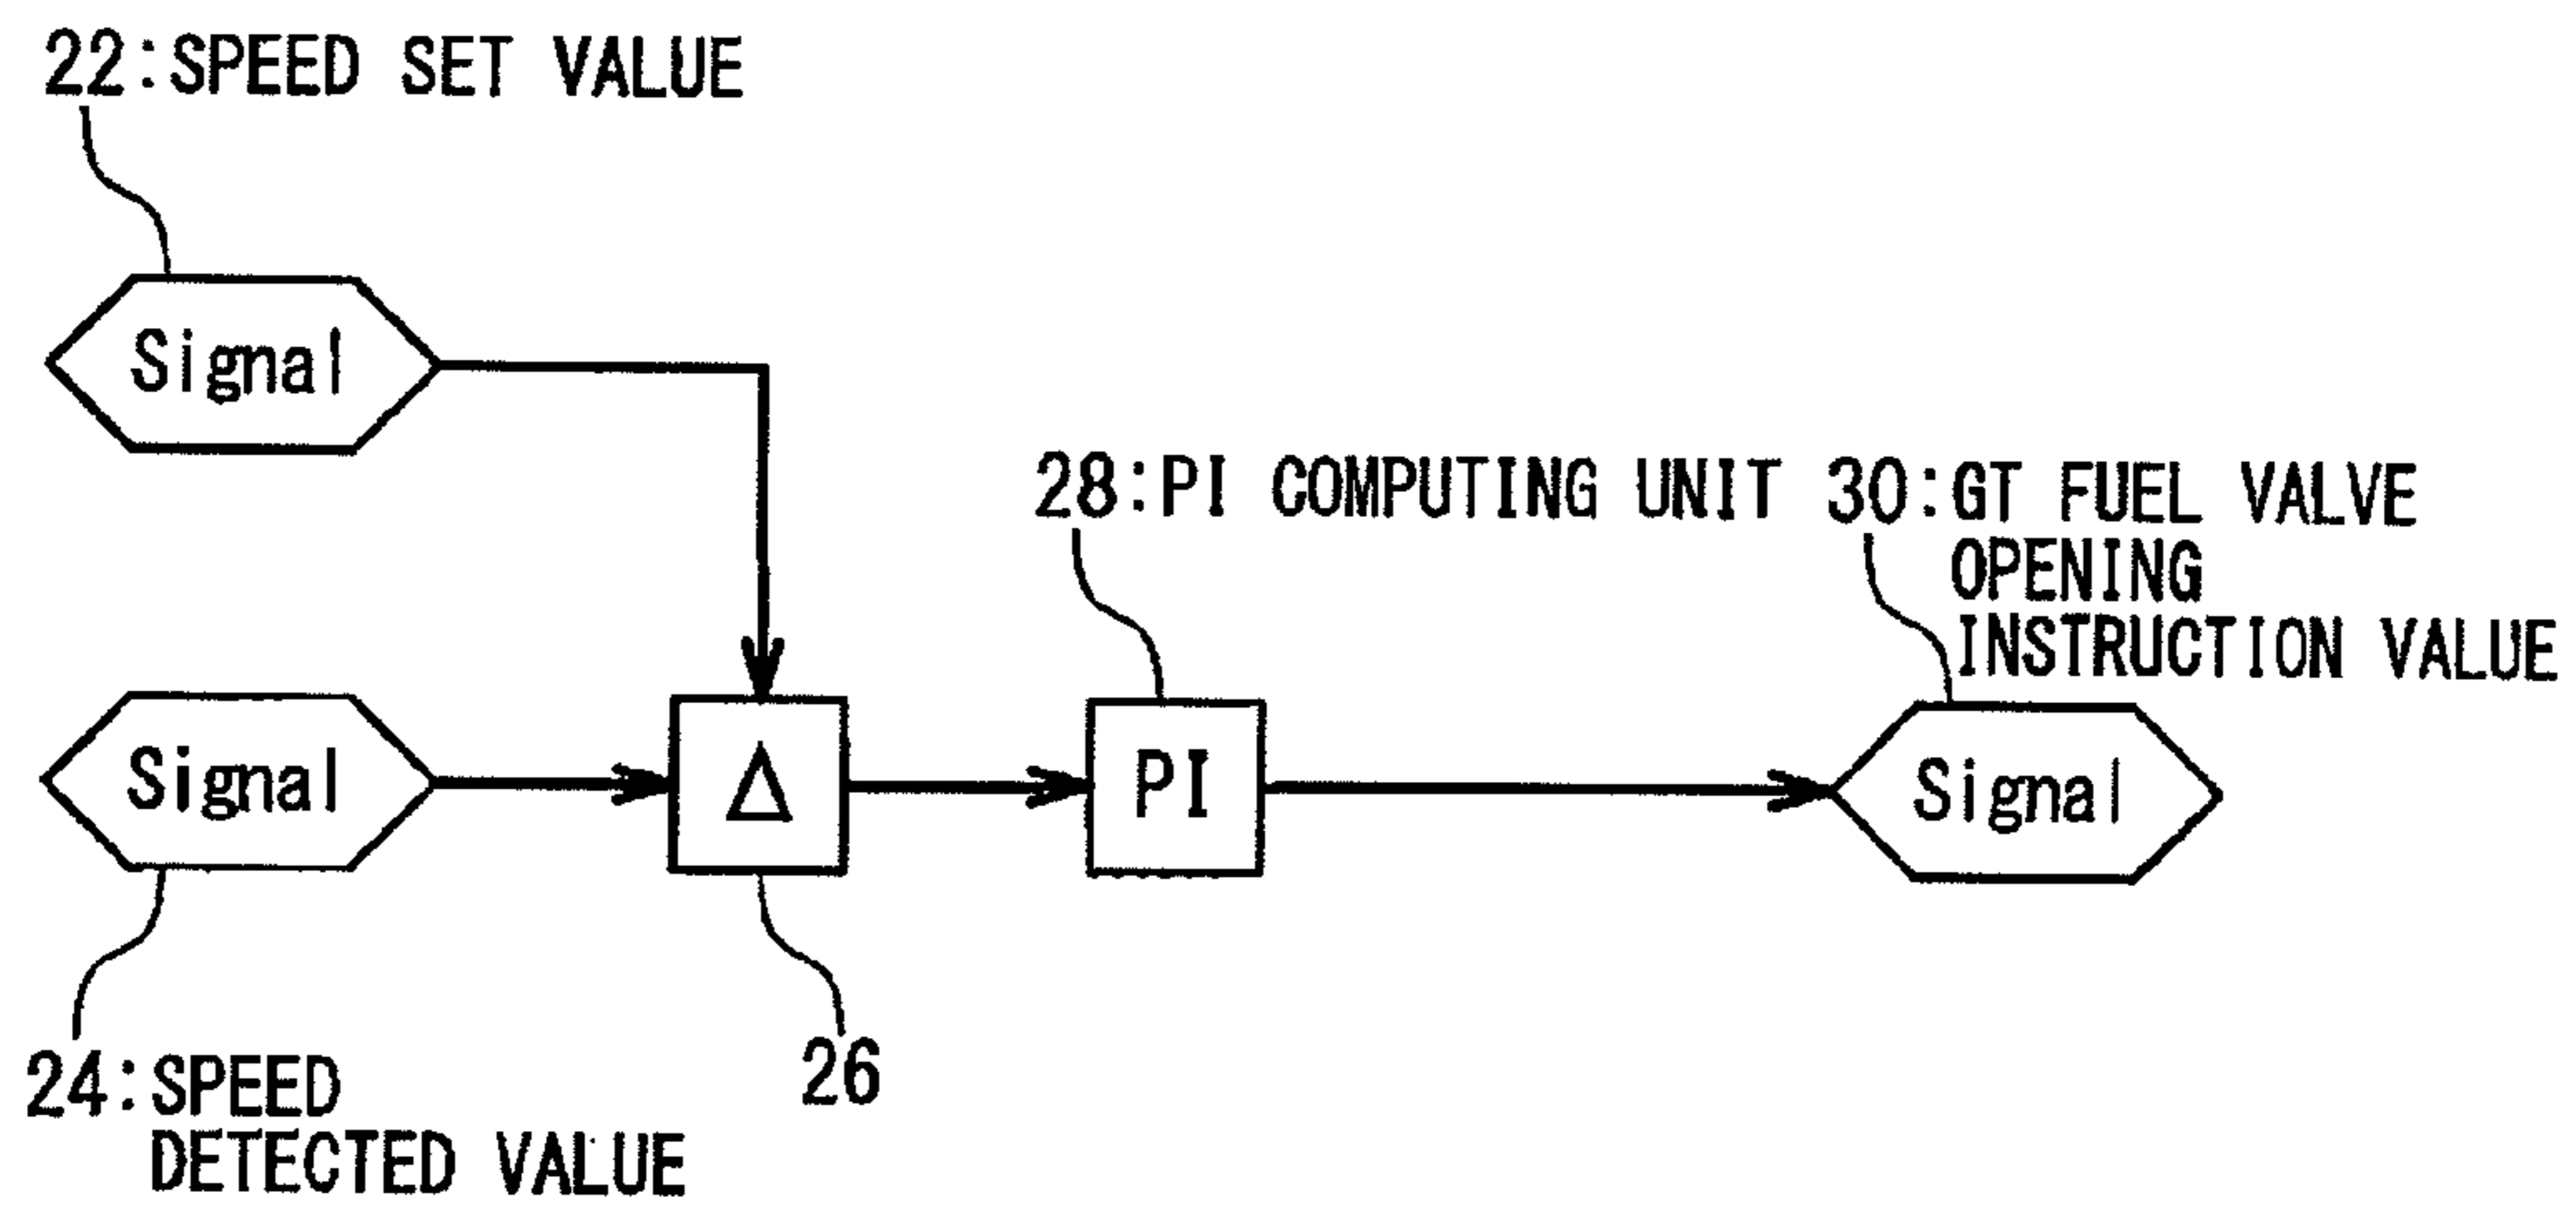 22:SPEED SET VALUE
Signal
28:PI COMPUTING UNIT
30:GT FUEL VALVE
OPENING
INSTRUCTION VALUE
Signal
Δ
PI
Signal
24:SPEED
DETECTED VALUE
26